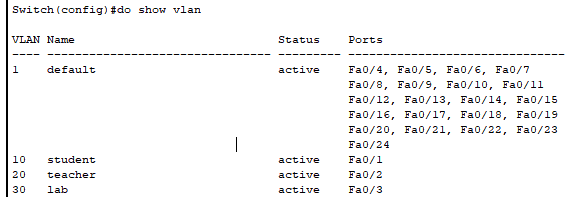 Switch(config)#do show vlan
VLAN Name Status Ports
---- -------------------------------- --------- -------------------------------
1 default active Fa0/4, Fa0/5, Fa0/6, Fa0/7
Fa0/8, Fa0/9, Fa0/10, Fa0/11
Fa0/12, Fa0/13, Fa0/14, Fa0/15
Fa0/16, Fa0/17, Fa0/18, Fa0/19
Fa0/20, Fa0/21, Fa0/22, Fa0/23
Fa0/24
10 student active Fa0/1
20 teacher active Fa0/2
30 lab active Fa0/3